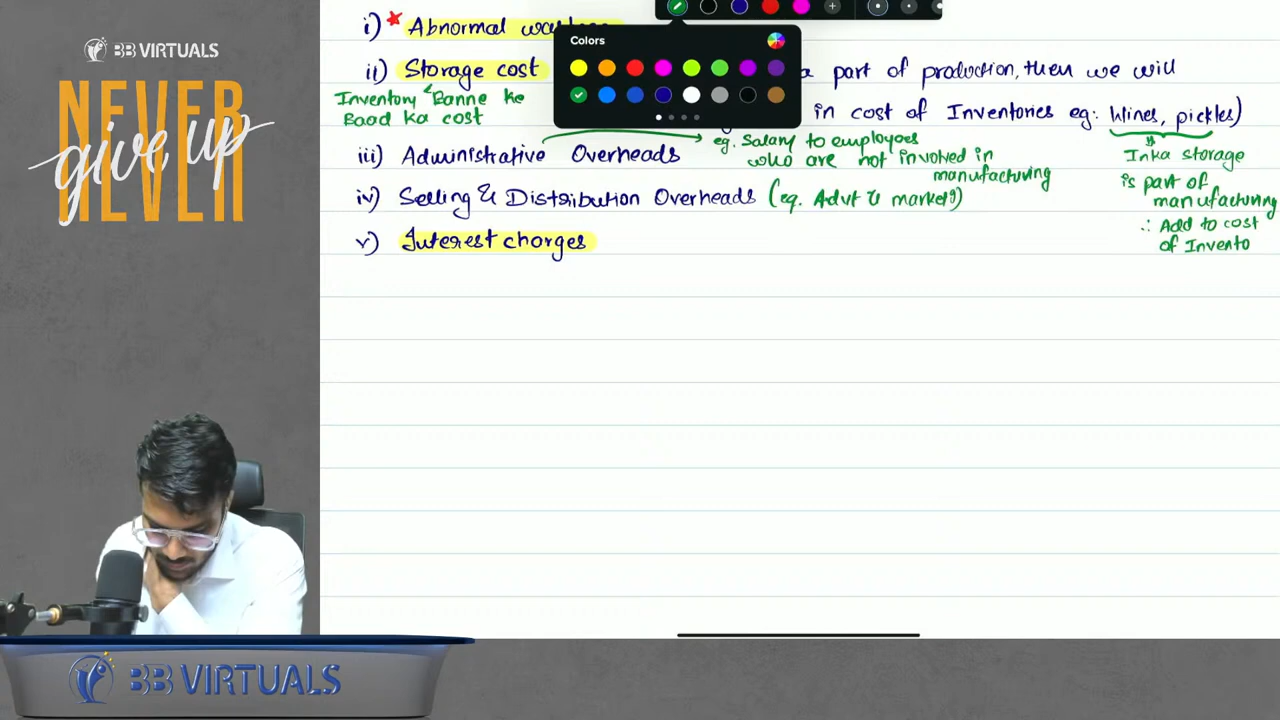 BB VIRTUALS
NEVER
give up
NEVER
Colors
i) * Abnormal
ii) Storage cost
a part of production, then we will
Inventory Banne ke
Baad ka cost
in cost of Inventories eg: Wines, pickles)
iii) Administrative Overheads
eg. Salary to employees
who are not involved in
manufacturing
Inka storage
is part of
manufacturing
∴ Add to cost
of Invento
iv) Selling & Distribution Overheads (eg. Advt & market)
v) Interest charges
BB VIRTUALS